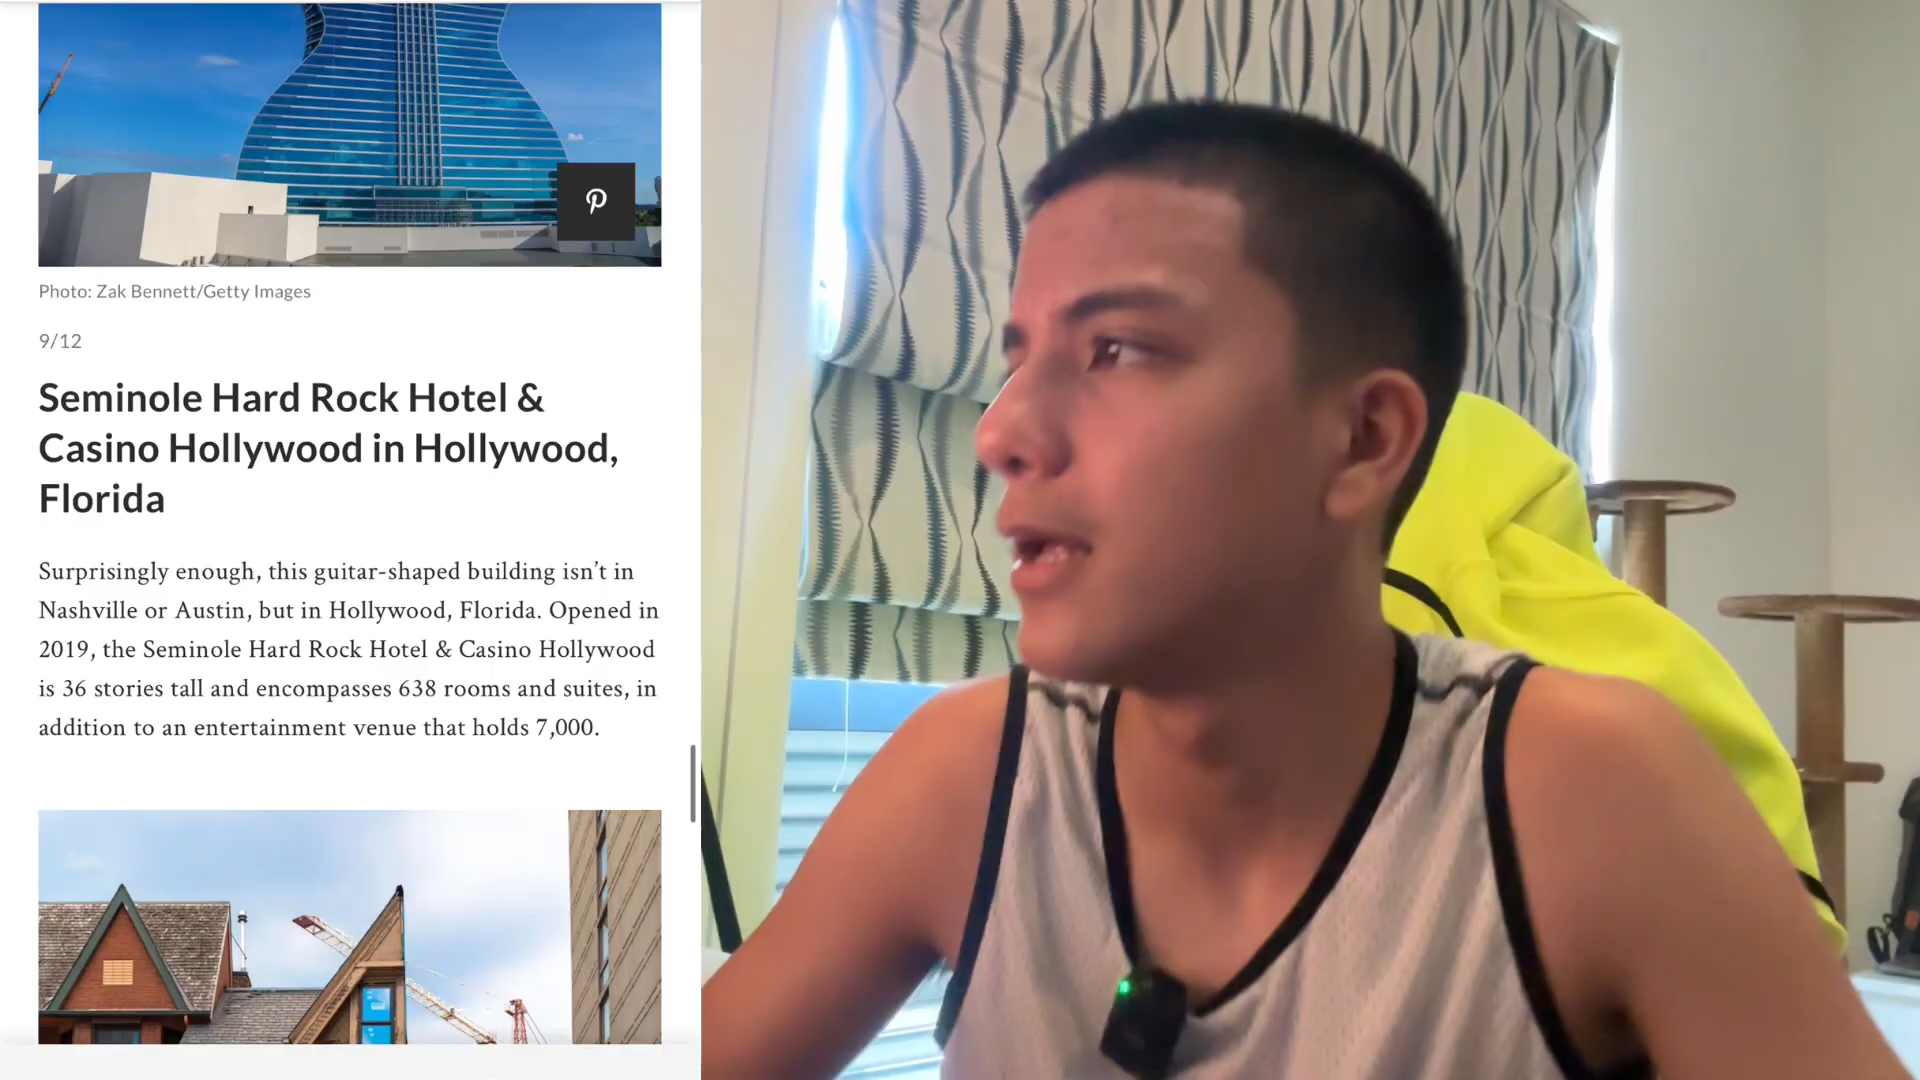 Photo: Zak Bennett/Getty Images
9/12
Seminole Hard Rock Hotel &
Casino Hollywood in Hollywood,
Florida
Surprisingly enough, this guitar-shaped building isn’t in
Nashville or Austin, but in Hollywood, Florida. Opened in
2019, the Seminole Hard Rock Hotel & Casino Hollywood
is 36 stories tall and encompasses 638 rooms and suites, in
addition to an entertainment venue that holds 7,000.